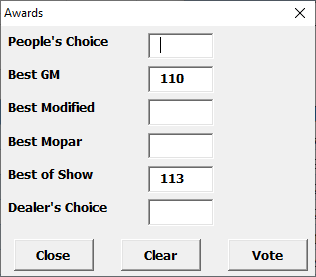 Awards
People's Choice
Best GM 110
Best Modified
Best Mopar
Best of Show 113
Dealer's Choice
Close Clear Vote